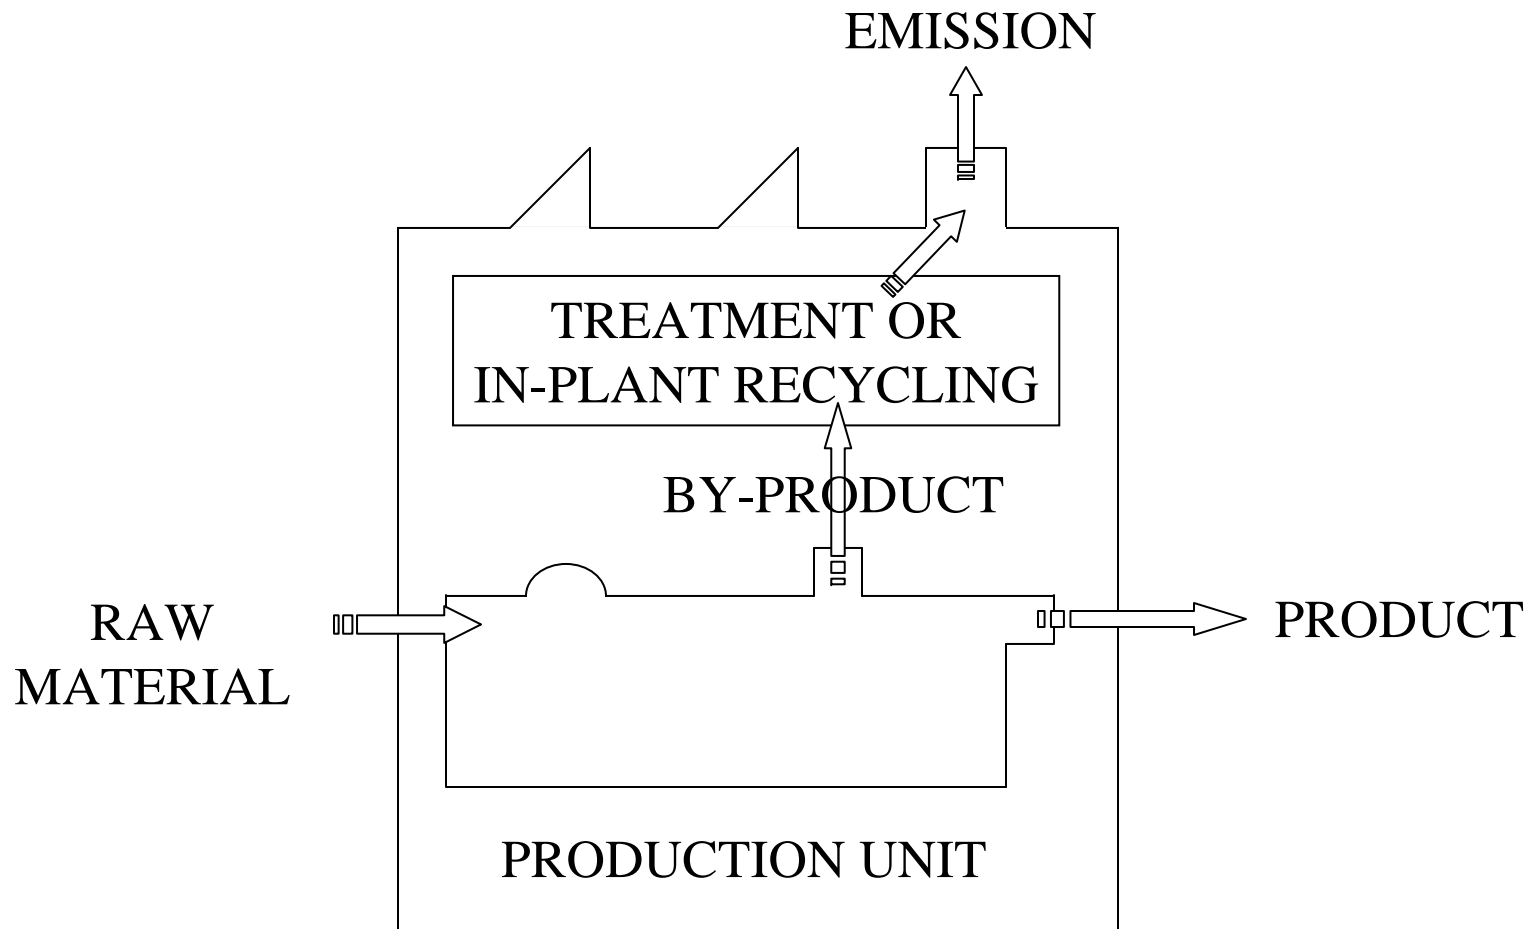 EMISSION
TREATMENT OR
IN-PLANT RECYCLING
BY-PRODUCT
RAW
MATERIAL
PRODUCT
PRODUCTION UNIT